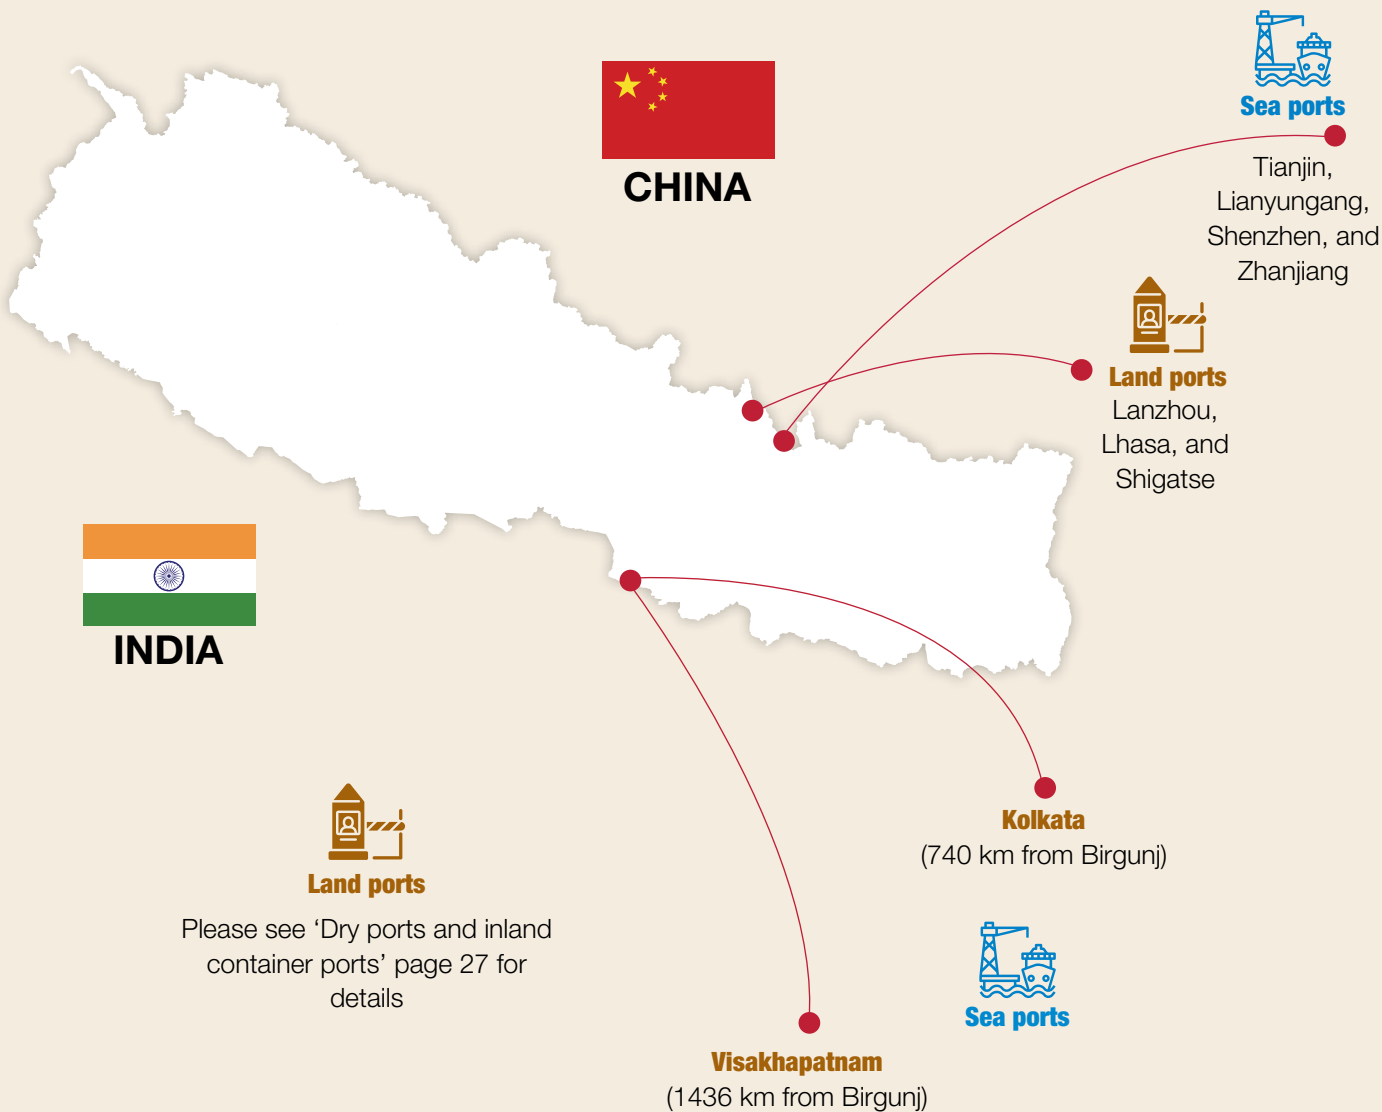 Sea ports
Tianjin,
Lianyungang,
Shenzhen, and
Zhanjiang
CHINA
Land ports
Lanzhou,
Lhasa, and
Shigatse
INDIA
Kolkata
(740 km from Birgunj)
Land ports
Please see ‘Dry ports and inland
container ports’ page 27 for
details
Sea ports
Visakhapatnam
(1436 km from Birgunj)